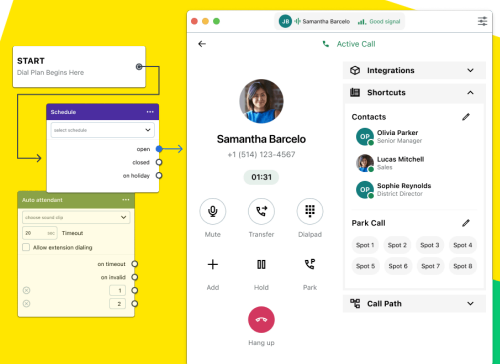 JB Samantha Barcelo Good signal
START
Dial Plan Begins Here
Schedule
select schedule
open
closed
on holiday
Auto attendant
choose sound clip
20 sec Timeout
Allow extension dialing
on timeout
on invalid
1
2
Active Call
Samantha Barcelo
+1 (514) 123-4567
01:31
Mute Transfer Dialpad
Add Hold Park
Hang up
Integrations
Shortcuts
Contacts
OP Olivia Parker
Senior Manager
Lucas Mitchell
Sales
OP Sophie Reynolds
District Director
Park Call
Spot 1 Spot 2 Spot 3 Spot 4
Spot 5 Spot 6 Spot 7 Spot 8
Call Path